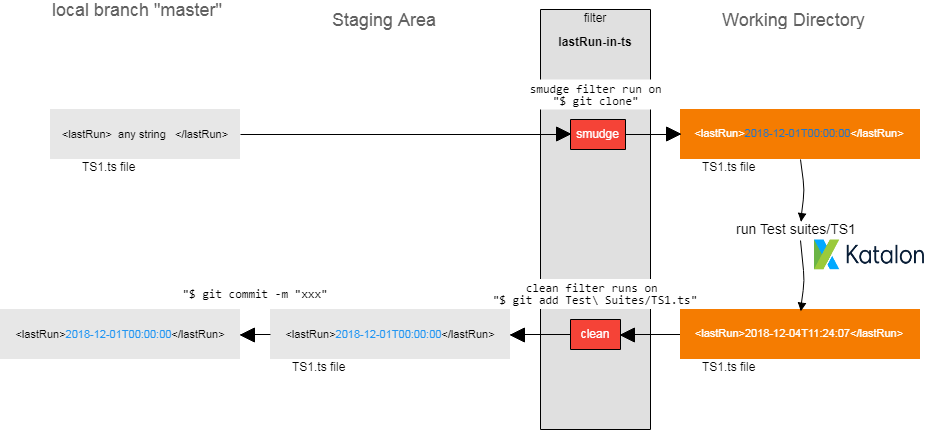 local branch "master"
Staging Area
filter
lastRun-in-ts
Working Directory
smudge filter run on
"$ git clone"
<lastRun> any string </lastRun>
smudge
<lastRun>2018-12-01T00:00:00</lastRun>
TS1.ts file
TS1.ts file
run Test suites/TS1
Katalon
clean filter runs on
"$ git commit -m "xxx"
"$ git add Test\ Suites/TS1.ts"
<lastRun>2018-12-01T00:00:00</lastRun>
<lastRun>2018-12-01T00:00:00</lastRun>
clean
<lastRun>2018-12-04T11:24:07</lastRun>
TS1.ts file
TS1.ts file